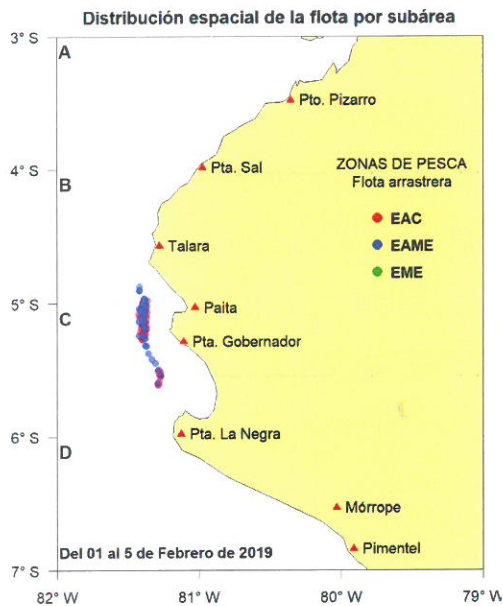 Distribución espacial de la flota por subárea
3° S
A
Pto. Pizarro
4° S
Pta. Sal
ZONAS DE PESCA
Flota arrastrera
B
EAC
Talara
EAME
EME
5° S
Paita
C
Pta. Gobernador
6° S
Pta. La Negra
D
Mórrope
Pimentel
Del 01 al 5 de Febrero de 2019
7° S
82° W
81° W
80° W
79° W